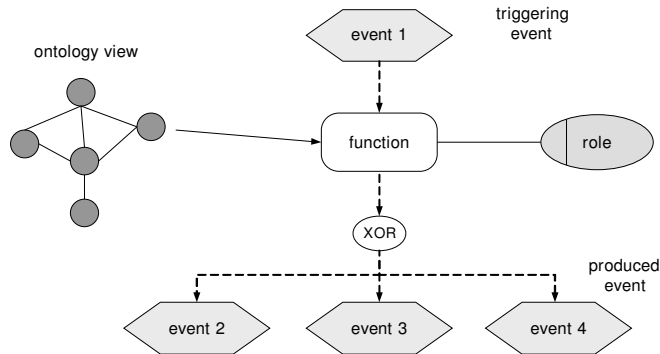 triggering
event
event 1
ontology view
function
role
XOR
produced
event
event 2
event 3
event 4